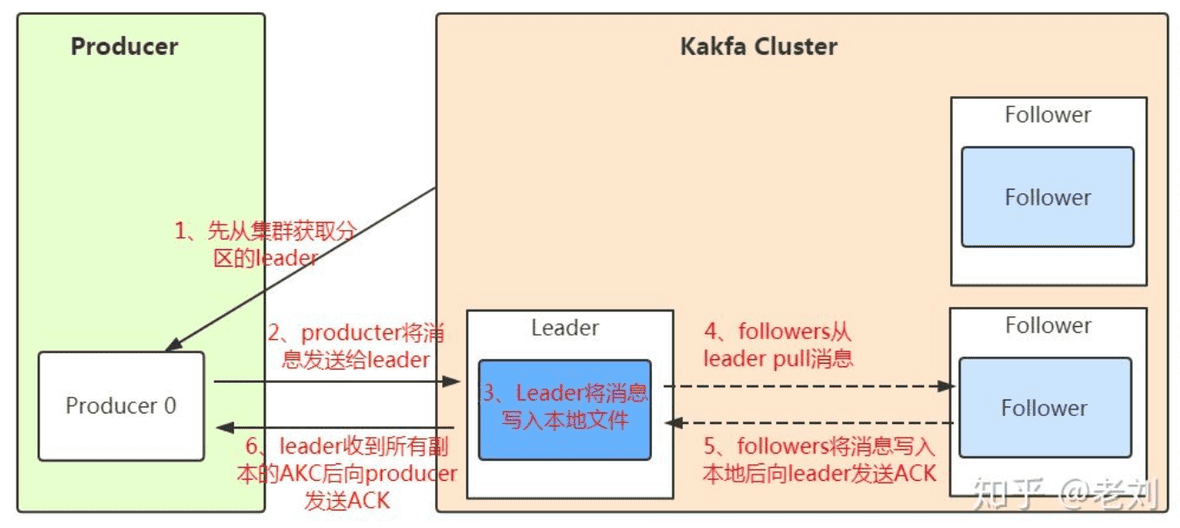 Producer
Kakfa Cluster
Follower
Follower
1、先从集群获取分
区的leader
2、producter将消
息发送给leader
Leader
4、followers从
leader pull消息
Follower
Producer 0
3、Leader将消息
写入本地文件
Follower
6、leader收到所有副
本的AKC后向producer
发送ACK
5、followers将消息写入
本地后向leader发送ACK
知乎 @老刘